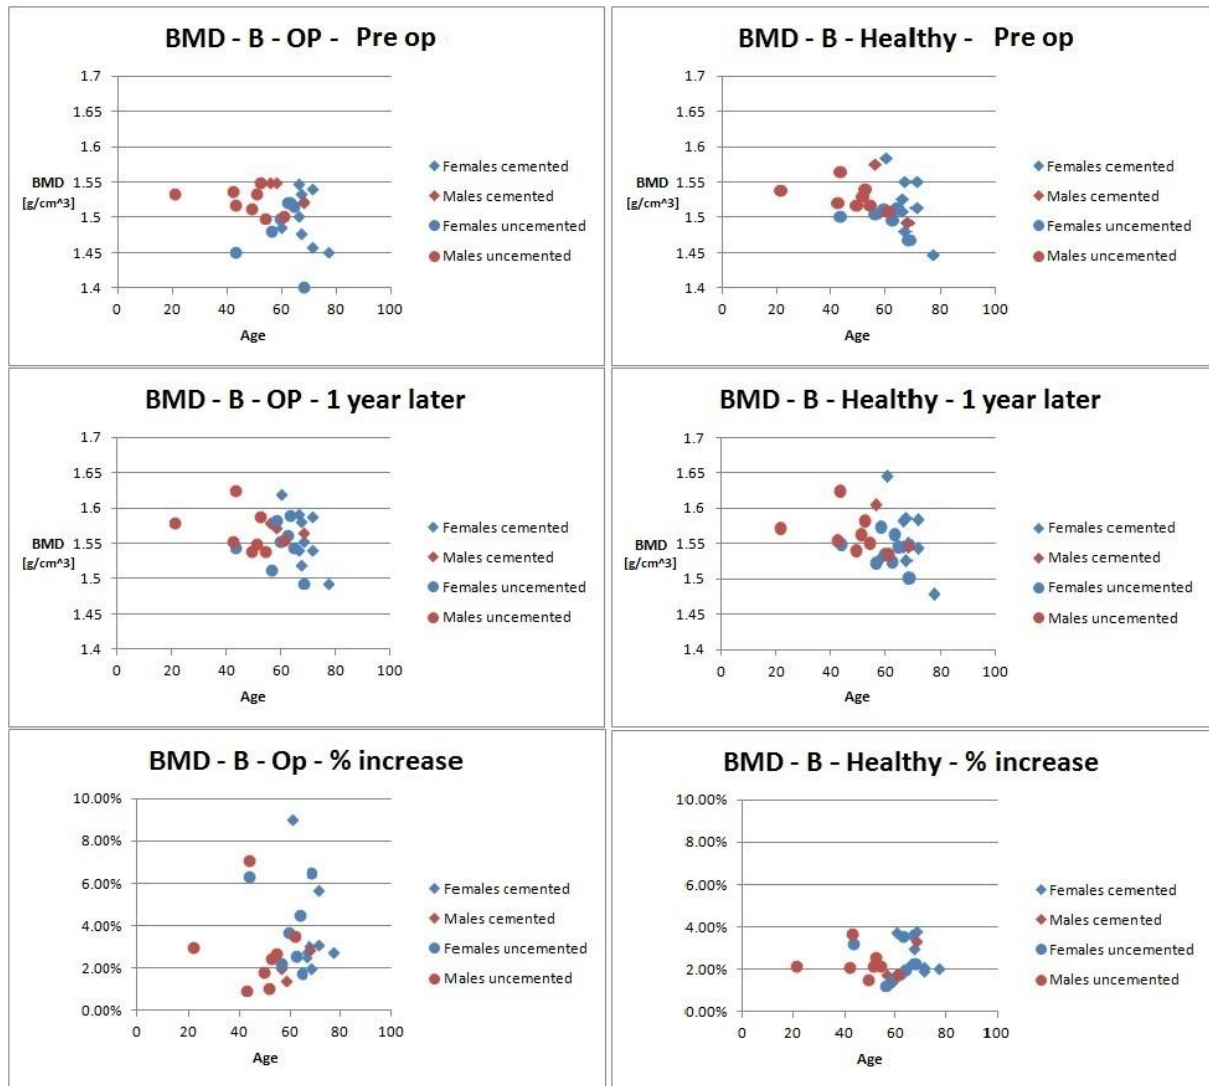 BMD - B - OP - Pre op
1.7
1.65
1.6
1.55
1.5
1.45
1.4
BMD
[g/cm^3]
0 20 40 60 80 100
Age
Females cemented
Males cemented
Females uncemented
Males uncemented
BMD - B - Healthy - Pre op
1.7
1.65
1.6
1.55
1.5
1.45
1.4
BMD
[g/cm^3]
0 20 40 60 80 100
Age
Females cemented
Males cemented
Females uncemented
Males uncemented
BMD - B - OP - 1 year later
1.7
1.65
1.6
1.55
1.5
1.45
1.4
BMD
[g/cm^3]
0 20 40 60 80 100
Age
Females cemented
Males cemented
Females uncemented
Males uncemented
BMD - B - Healthy - 1 year later
1.7
1.65
1.6
1.55
1.5
1.45
1.4
BMD
[g/cm^3]
0 20 40 60 80 100
Age
Females cemented
Males cemented
Females uncemented
Males uncemented
BMD - B - Op - % increase
10.00%
8.00%
6.00%
4.00%
2.00%
0.00%
0 20 40 60 80 100
Age
Females cemented
Males cemented
Females uncemented
Males uncemented
BMD - B - Healthy - % increase
10.00%
8.00%
6.00%
4.00%
2.00%
0.00%
0 20 40 60 80 100
Age
Females cemented
Males cemented
Females uncemented
Males uncemented